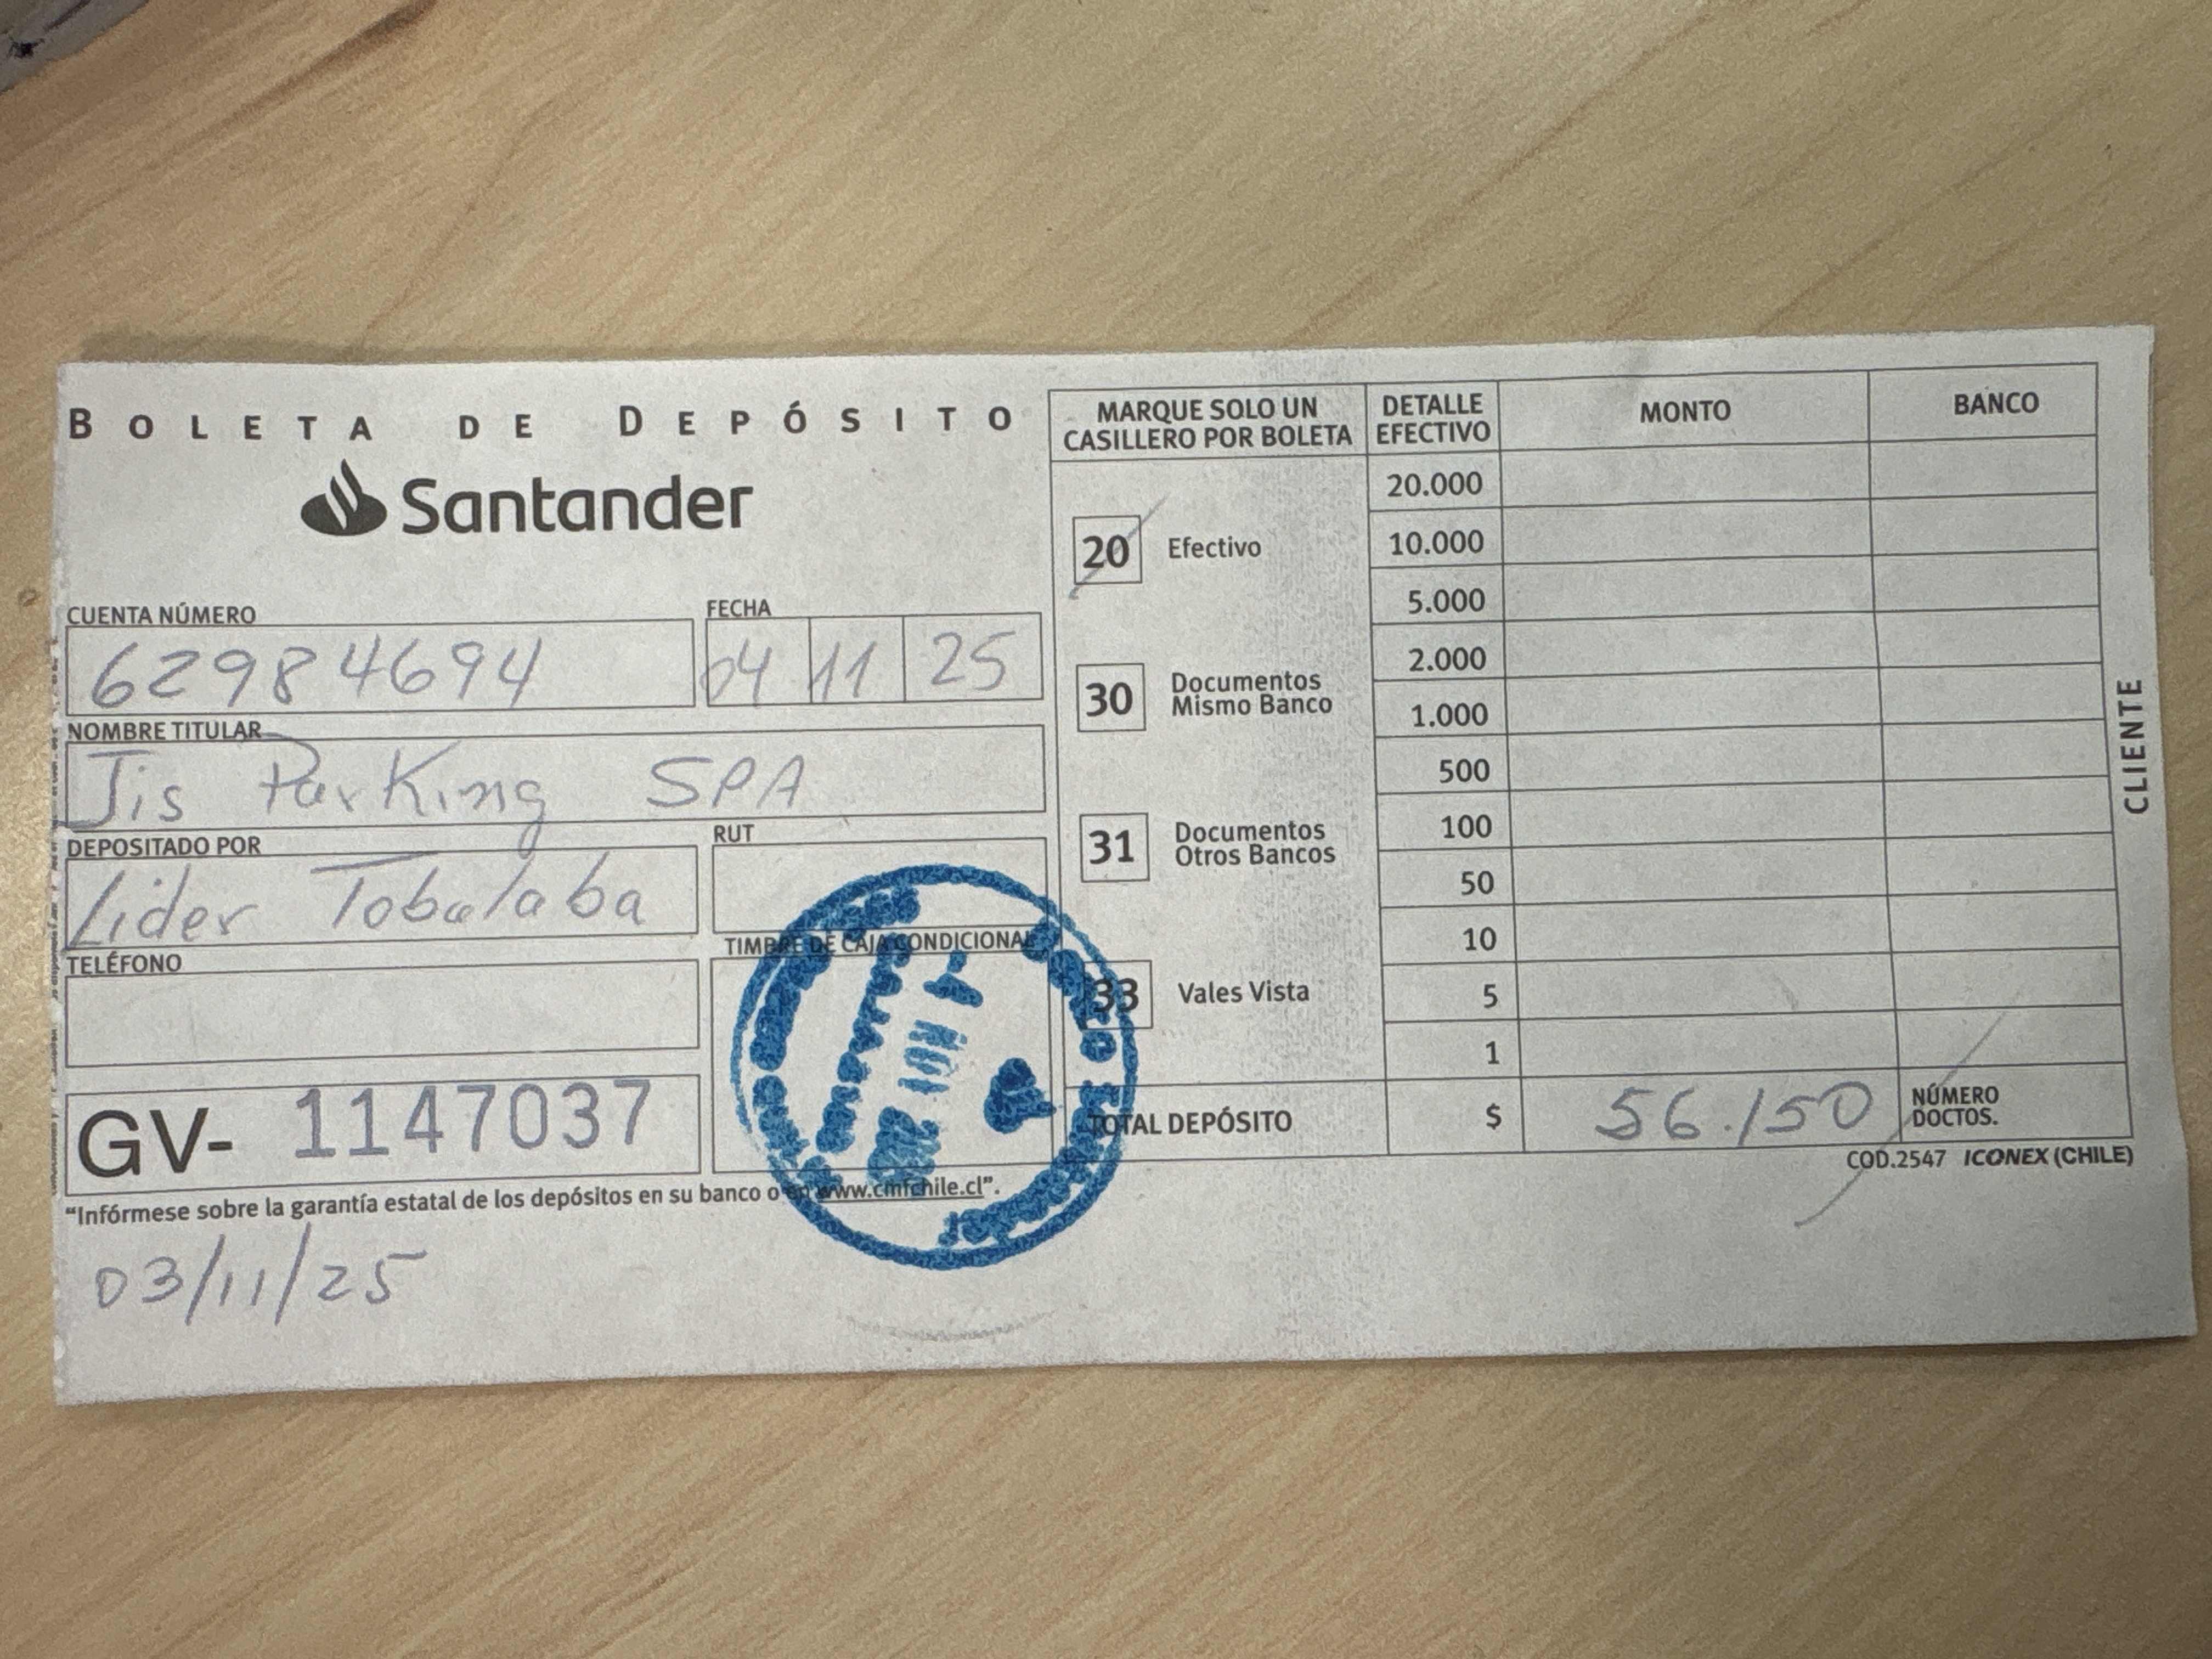 BOLETA DE DEPÓSITO
Santander
CUENTA NÚMERO
62984694
FECHA
04 11 25
NOMBRE TITULAR
Jis Parking SPA
DEPOSITADO POR
Lider Tobalaba
RUT
TELÉFONO
TIMBRE DE CAJA CONDICIONAL
GV- 1147037
"Infórmese sobre la garantía estatal de los depósitos en su banco o en www.cmfchile.cl".
03/11/25
MARQUE SOLO UN
CASILLERO POR BOLETA
20 Efectivo
30 Documentos
Mismo Banco
31 Documentos
Otros Bancos
33 Vales Vista
DETALLE
EFECTIVO
MONTO
BANCO
20.000
10.000
5.000
2.000
1.000
500
100
50
10
5
1
TOTAL DEPÓSITO $ 56.150
NÚMERO
DOCTOS.
COD.2547 ICONEX (CHILE)
CLIENTE